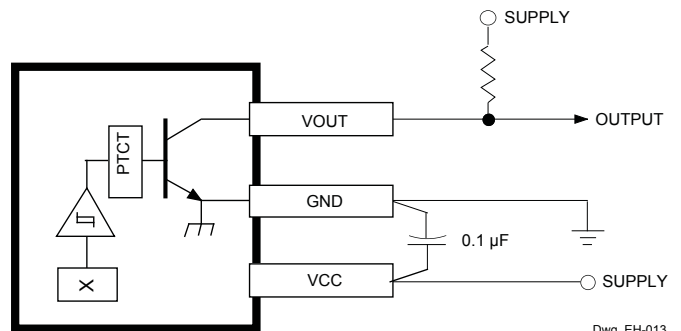 SUPPLY
VOUT
OUTPUT
PTCT
GND
0.1 µF
X
VCC
SUPPLY
Dwg. EH-013